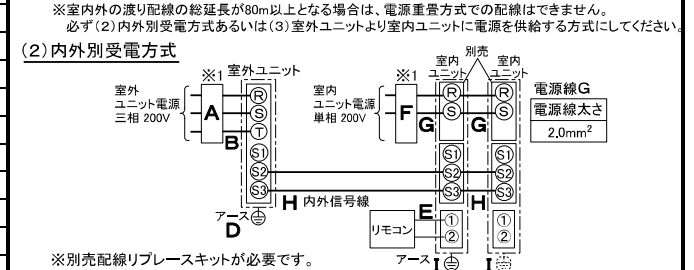 ※室内外の渡り配線の総延長が80m以上となる場合は、電源重畳方式での配線はできません。
必ず(2)内外別受電方式あるいは(3)室外ユニットより室内ユニットに電源を供給する方式にしてください。
(2)内外別受電方式
※1 室外ユニット
室外
ユニット電源
三相 200V
A
B
R
S
T
S1
S2
S3
アース
D
H 内外信号線
別売
※1
室内
ユニット
室内
ユニット
室内
ユニット電源
単相 200V
F
G
R
S
G
R
S
S1
S2
S3
H
S1
S2
S3
リモコン
E
①
②
①
②
アース I
I
電源線G
電源線太さ
2.0mm²
※別売配線リプレースキットが必要です。